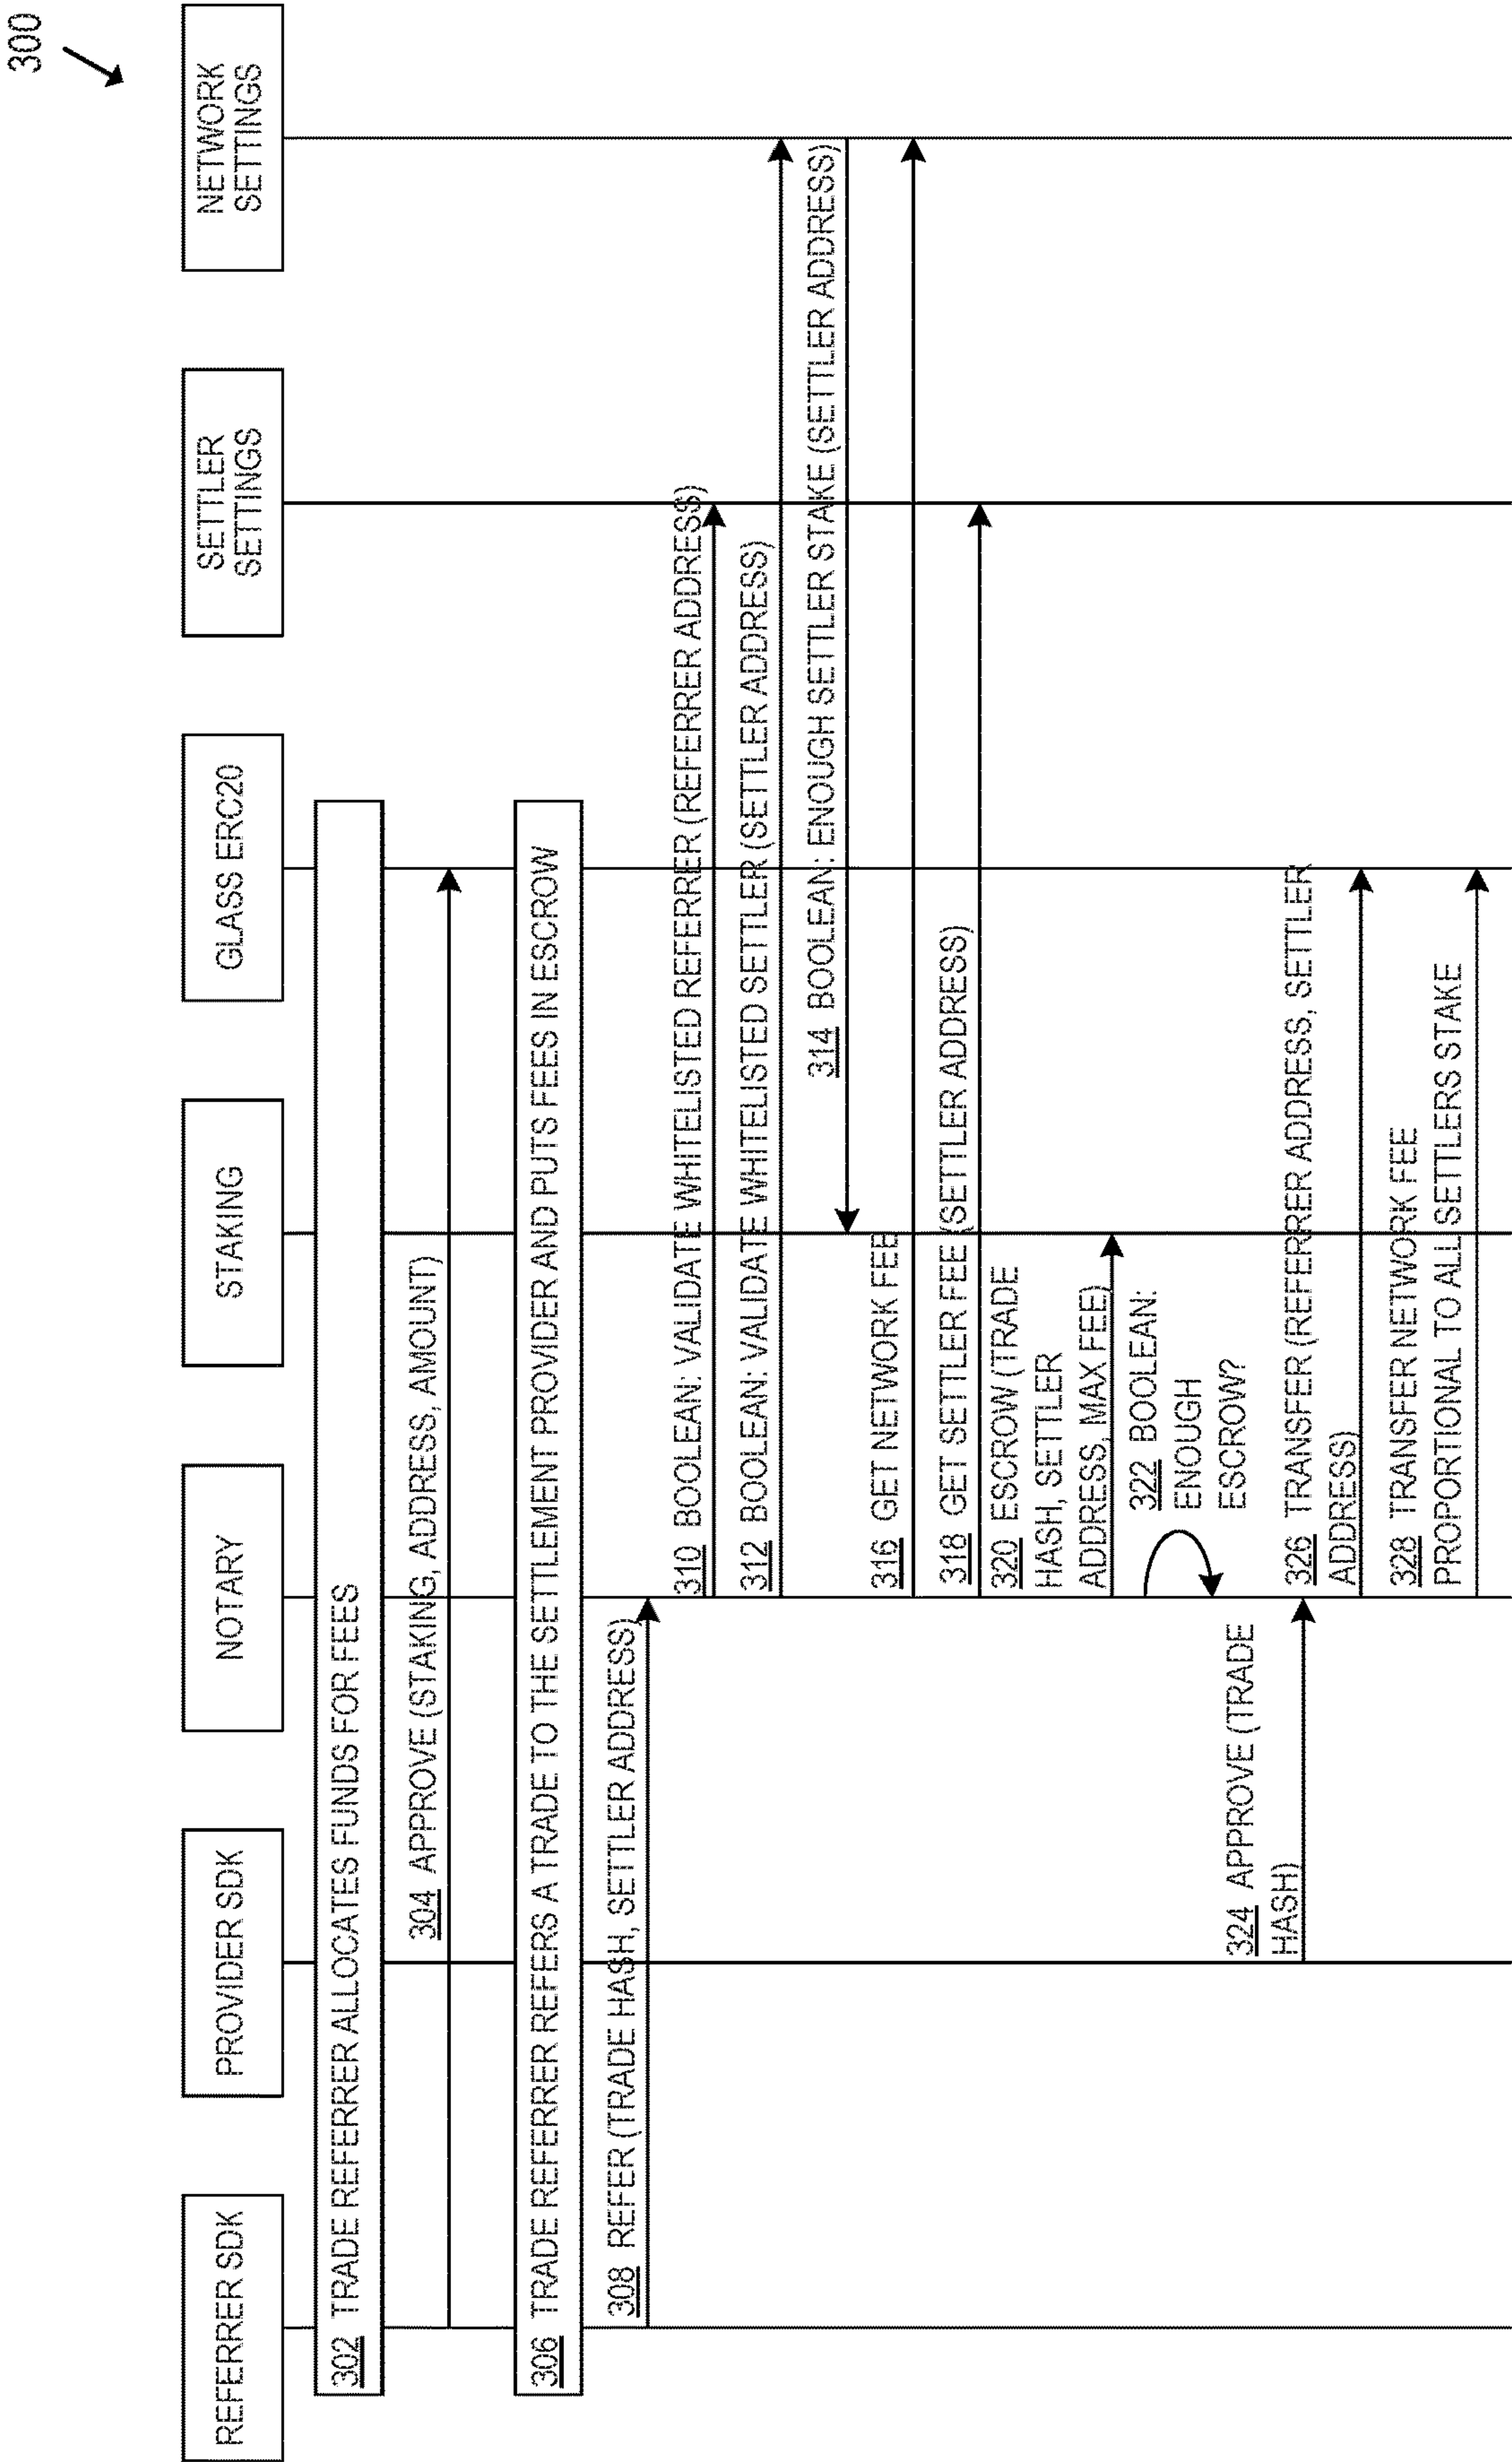 300
REFERRER SDK
PROVIDER SDK
NOTARY
STAKING
GLASS ERC20
SETTLER
SETTINGS
NETWORK
SETTINGS
302 TRADE REFERRER ALLOCATES FUNDS FOR FEES
304 APPROVE (STAKING, ADDRESS, AMOUNT)
306 TRADE REFERRER REFERS A TRADE TO THE SETTLEMENT PROVIDER AND PUTS FEES IN ESCROW
308 REFER (TRADE HASH, SETTLER ADDRESS)
310 BOOLEAN: VALIDATE WHITELISTED REFERRER (REFERRER ADDRESS)
312 BOOLEAN: VALIDATE WHITELISTED SETTLER (SETTLER ADDRESS)
314 BOOLEAN: ENOUGH SETTLER STAKE (SETTLER ADDRESS)
316 GET NETWORK FEE
318 GET SETTLER FEE (SETTLER ADDRESS)
320 ESCROW (TRADE
HASH, SETTLER
ADDRESS, MAX FEE)
322 BOOLEAN:
ENOUGH
ESCROW?
324 APPROVE (TRADE
HASH)
326 TRANSFER (REFERRER ADDRESS, SETTLER
ADDRESS)
328 TRANSFER NETWORK FEE
PROPORTIONAL TO ALL SETTLERS STAKE